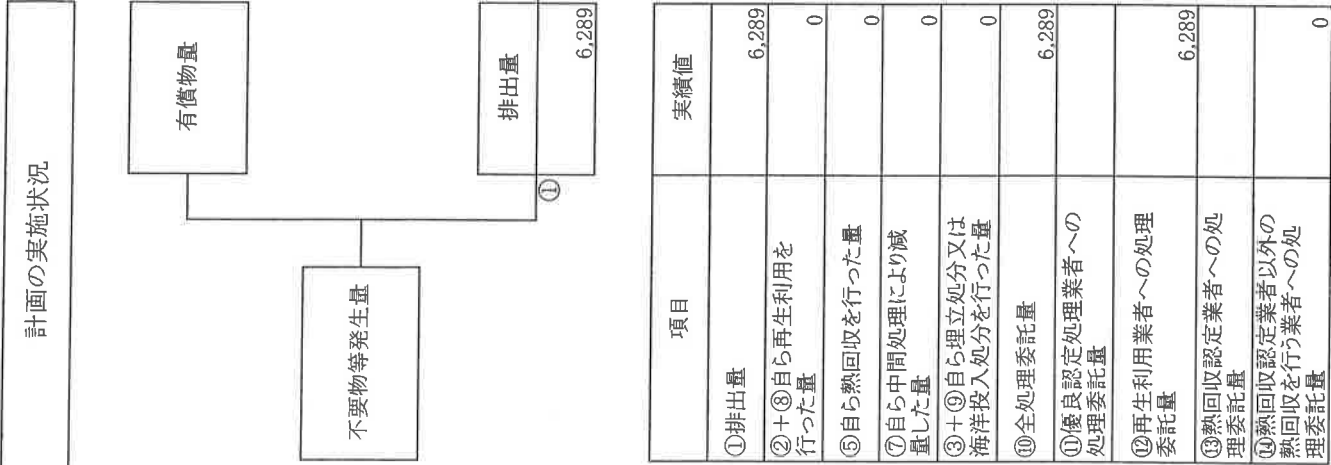 計画の実施状況
有償物量
不要物等発生量
①
排出量
6,289
項目
実績値
①排出量
6,289
②+⑧自ら再生利用を
行った量
0
⑤自ら熱回収を行った量
0
⑦自ら中間処理により減
量した量
0
③+⑨自ら埋立処分又は
海洋投入処分を行った量
0
⑩全処理委託量
6,289
⑪優良認定処理業者への
処理委託量
⑫再生利用業者への処理
委託量
6,289
⑬熱回収認定業者への処
理委託量
⑭熱回収認定業者以外の
熱回収を行う業者への処
理委託量
0